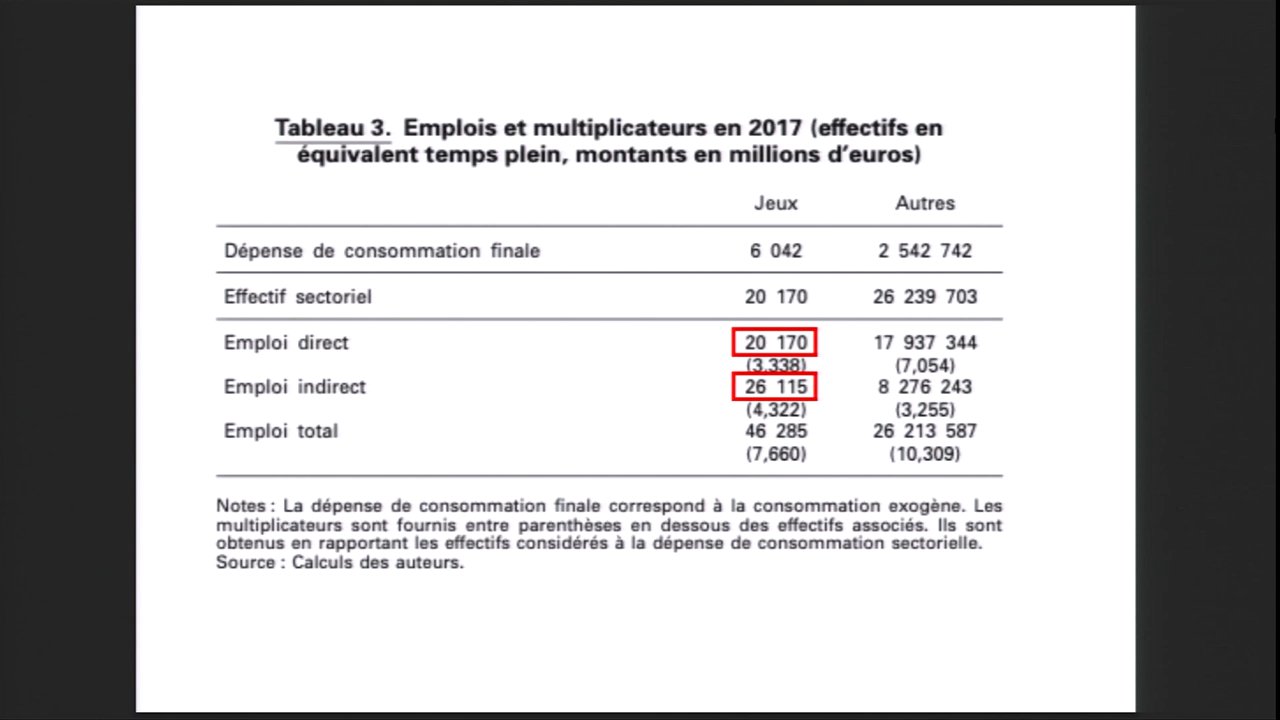 Tableau 3. Emplois et multiplicateurs en 2017 (effectifs en
équivalent temps plein, montants en millions d'euros)
Jeux Autres
Dépense de consommation finale 6 042 2 542 742
Effectif sectoriel 20 170 26 239 703
Emploi direct 20 170 17 937 344
(3,338) (7,054)
Emploi indirect 26 115 8 276 243
(4,322) (3,255)
Emploi total 46 285 26 213 587
(7,660) (10,309)
Notes : La dépense de consommation finale correspond à la consommation exogène. Les
multiplicateurs sont fournis entre parenthèses en dessous des effectifs associés. Ils sont
obtenus en rapportant les effectifs considérés à la dépense de consommation sectorielle.
Source : Calculs des auteurs.